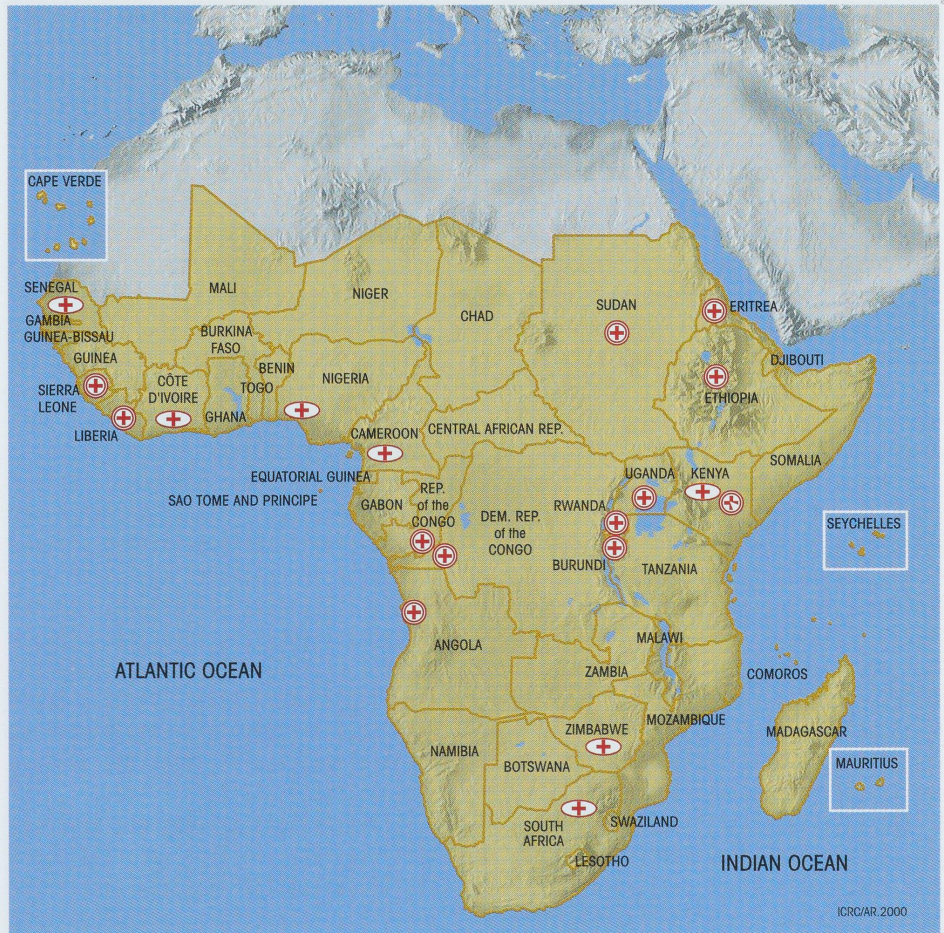 CAPE VERDE
SENEGAL
GAMBIA
GUINEA-BISSAU
GUINEA
SIERRA
LEONE
LIBERIA
MALI
BURKINA
FASO
CÔTE
D'IVOIRE
GHANA
TOGO
BENIN
NIGER
NIGERIA
CHAD
SUDAN
ERITREA
DJIBOUTI
ETHIOPIA
SOMALIA
CAMEROON
CENTRAL AFRICAN REP.
EQUATORIAL GUINEA
SAO TOME AND PRINCIPE
GABON
REP.
of the
CONGO
DEM. REP.
of the
CONGO
UGANDA
KENYA
RWANDA
BURUNDI
TANZANIA
SEYCHELLES
ANGOLA
MALAWI
ZAMBIA
COMOROS
MOZAMBIQUE
ZIMBABWE
MADAGASCAR
MAURITIUS
NAMIBIA
BOTSWANA
SOUTH
AFRICA
SWAZILAND
LESOTHO
ATLANTIC OCEAN
INDIAN OCEAN
ICRC/AR.2000